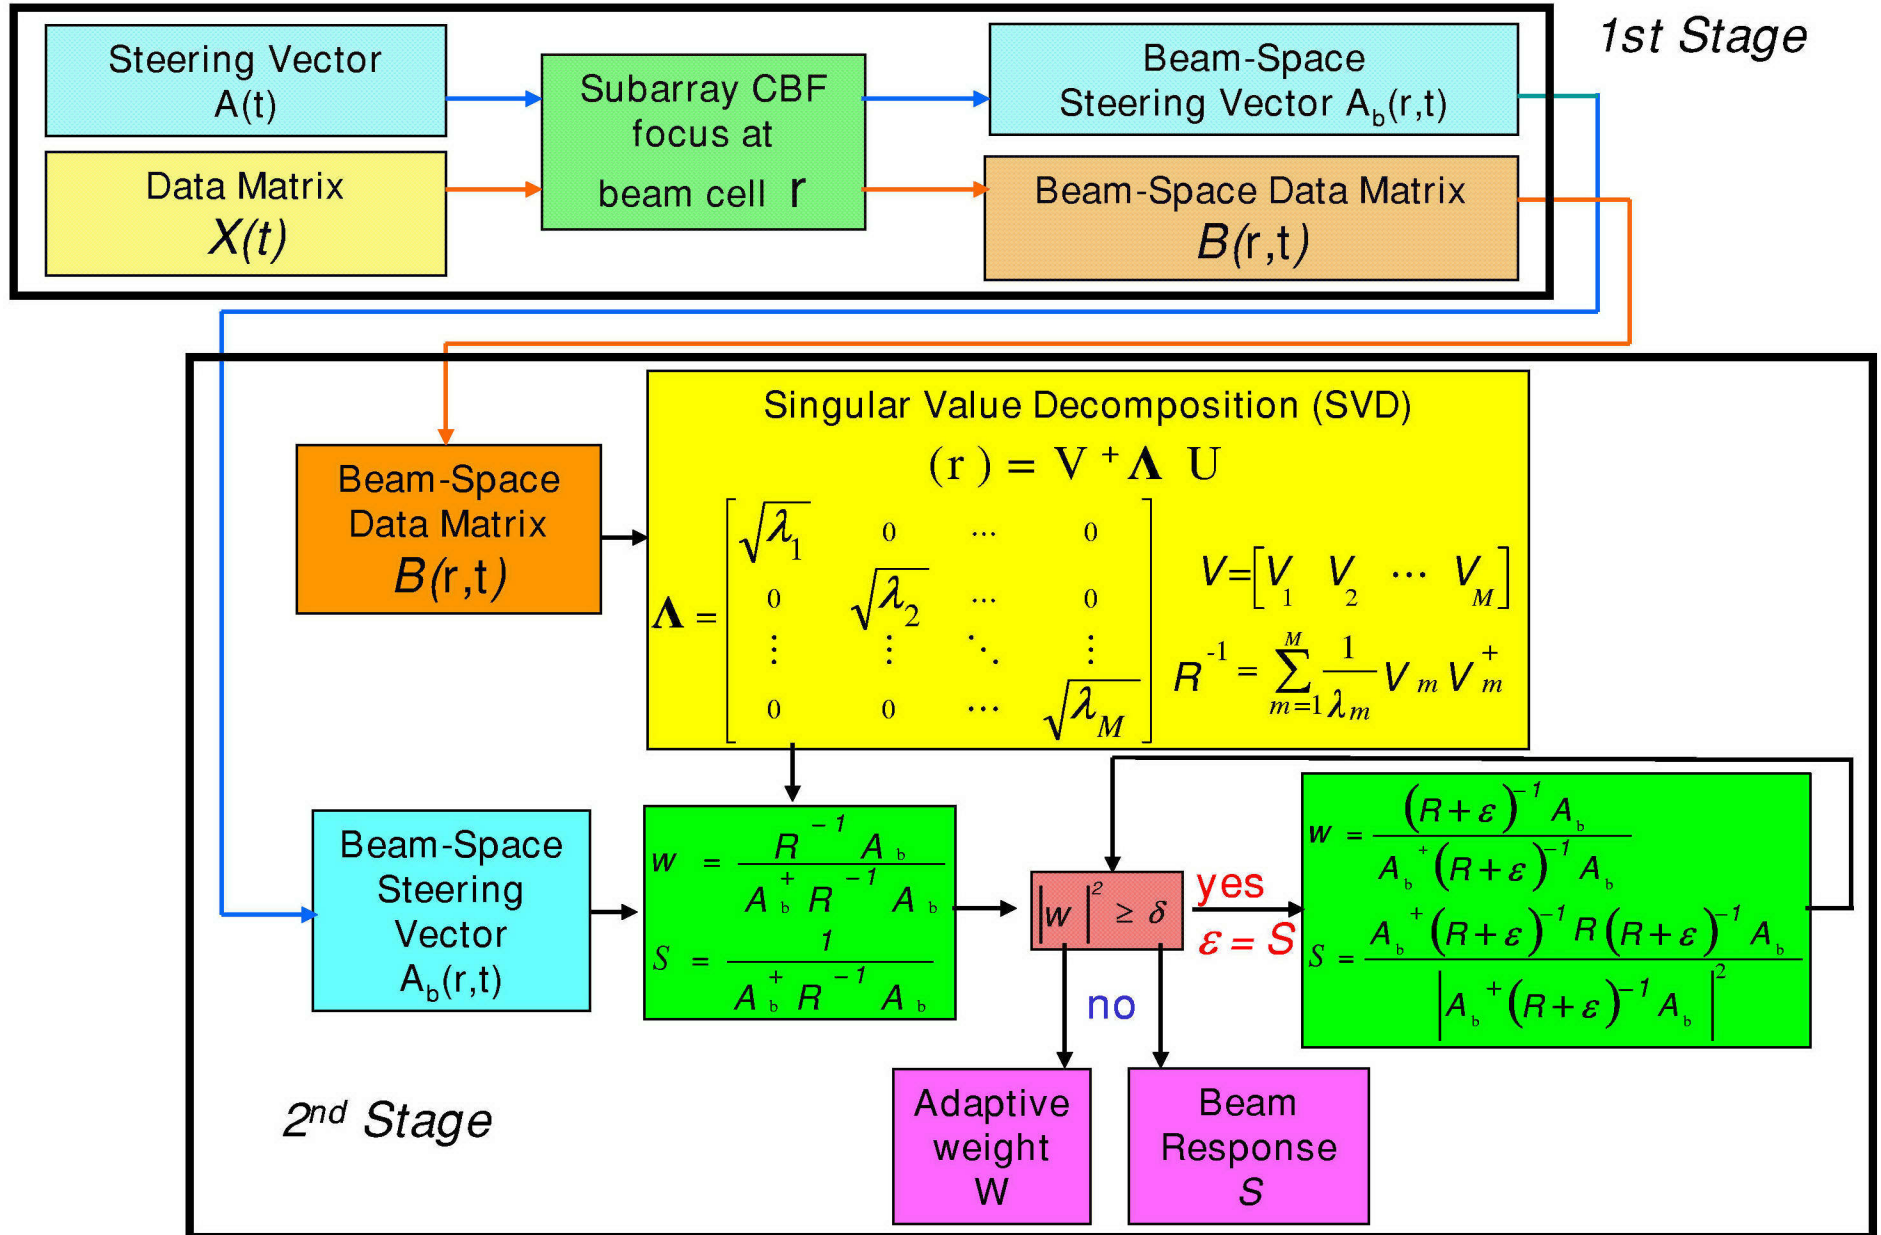 1st Stage
Steering Vector
A(t)
Data Matrix
X(t)
Subarray CBF
focus at
beam cell r
Beam-Space
Steering Vector A_b(r,t)
Beam-Space Data Matrix
B(r,t)
Singular Value Decomposition (SVD)
(r) = V⁺ Λ U
Λ = [√λ₁ 0 ⋯ 0
0 √λ₂ ⋯ 0
⋮ ⋮ ⋱ ⋮
0 0 ⋯ √λ_M]
V=[V₁ V₂ ⋯ V_M]
R⁻¹ = ∑_{m=1}^{M} 1/λ_m V_m V_m⁺
Beam-Space
Data Matrix
B(r,t)
Beam-Space
Steering
Vector
A_b(r,t)
w = R⁻¹ A_b / A_b⁺ R⁻¹ A_b
S = 1 / A_b⁺ R⁻¹ A_b
|w|² ≥ δ
yes
ε = S
no
w = (R + ε)⁻¹ A_b / A_b⁺ (R + ε)⁻¹ A_b
S = A_b⁺ (R + ε)⁻¹ R (R + ε)⁻¹ A_b / |A_b⁺ (R + ε)⁻¹ A_b|²
Adaptive
weight
W
Beam
Response
S
2nd Stage